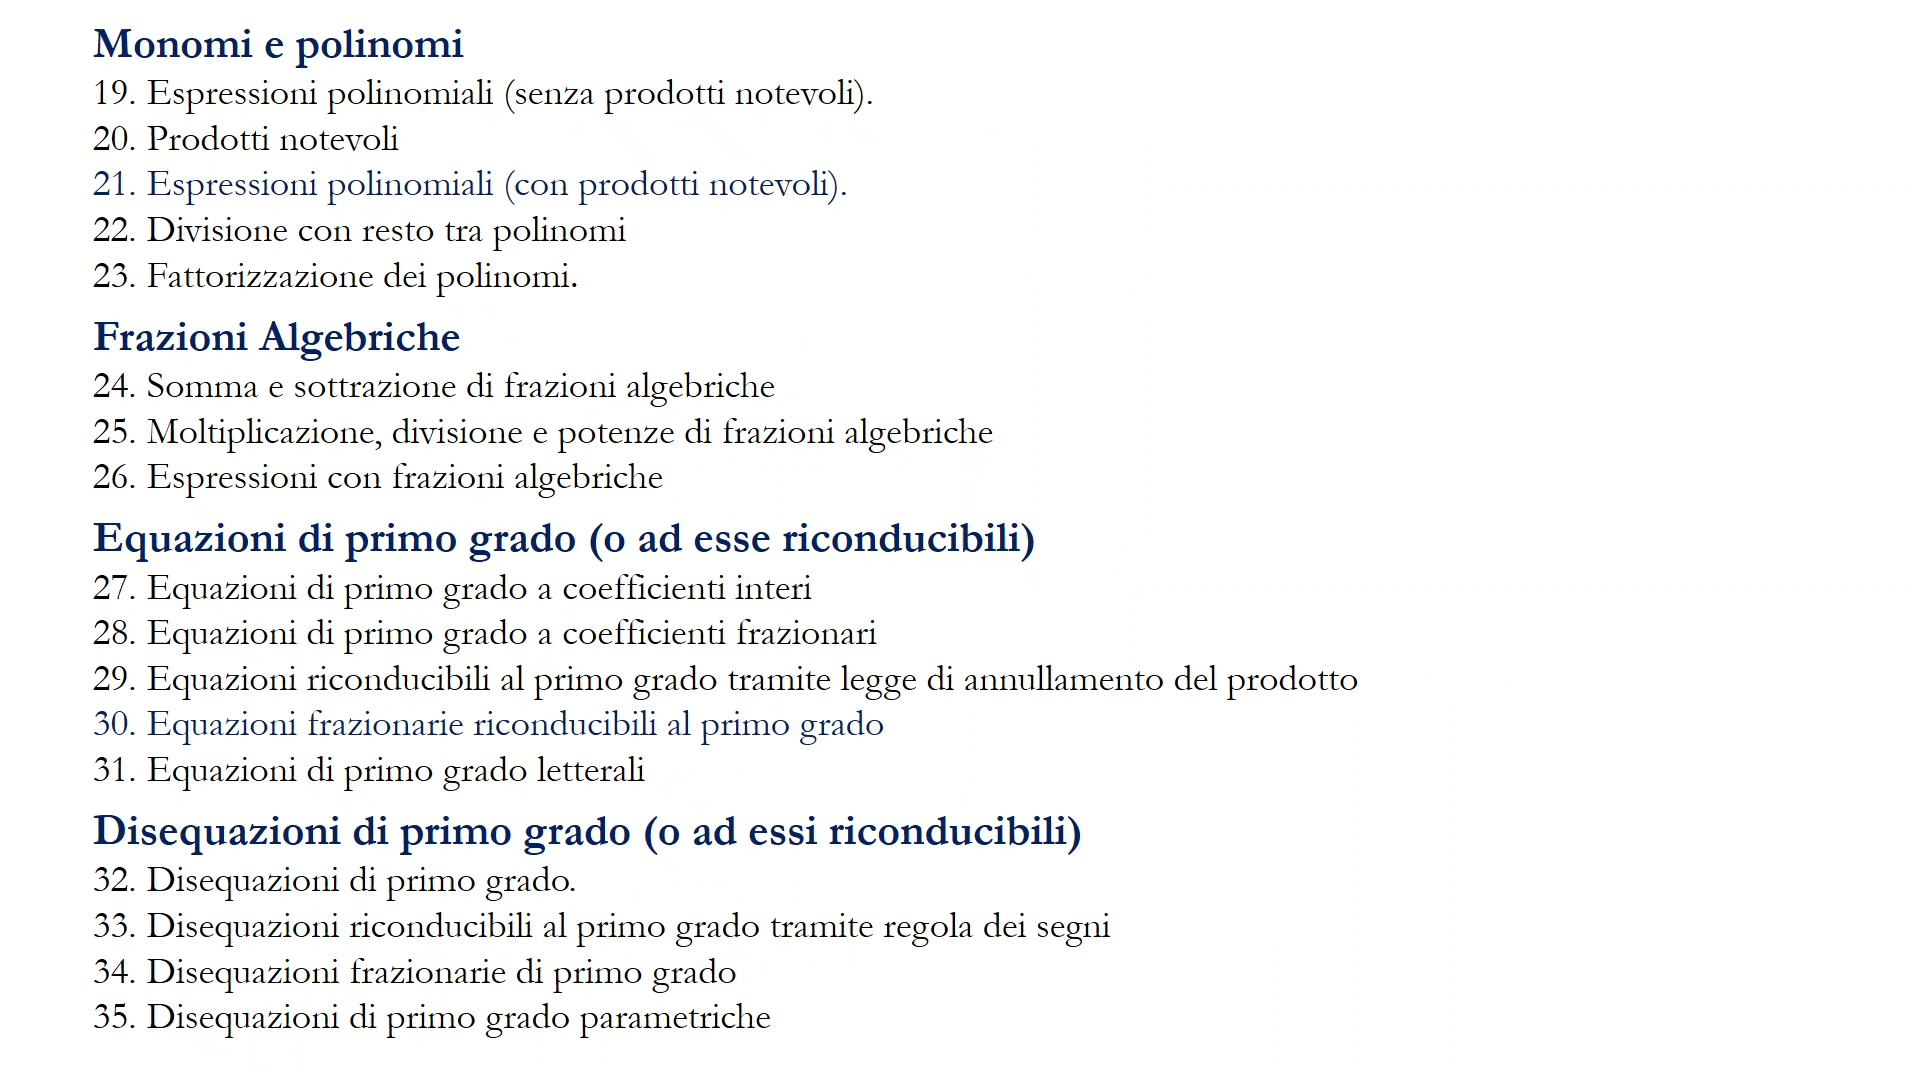 Monomi e polinomi
19. Espressioni polinomiali (senza prodotti notevoli).
20. Prodotti notevoli
21. Espressioni polinomiali (con prodotti notevoli).
22. Divisione con resto tra polinomi
23. Fattorizzazione dei polinomi.
Frazioni Algebriche
24. Somma e sottrazione di frazioni algebriche
25. Moltiplicazione, divisione e potenze di frazioni algebriche
26. Espressioni con frazioni algebriche
Equazioni di primo grado (o ad esse riconducibili)
27. Equazioni di primo grado a coefficienti interi
28. Equazioni di primo grado a coefficienti frazionari
29. Equazioni riconducibili al primo grado tramite legge di annullamento del prodotto
30. Equazioni frazionarie riconducibili al primo grado
31. Equazioni di primo grado letterali
Disequazioni di primo grado (o ad essi riconducibili)
32. Disequazioni di primo grado.
33. Disequazioni riconducibili al primo grado tramite regola dei segni
34. Disequazioni frazionarie di primo grado
35. Disequazioni di primo grado parametriche